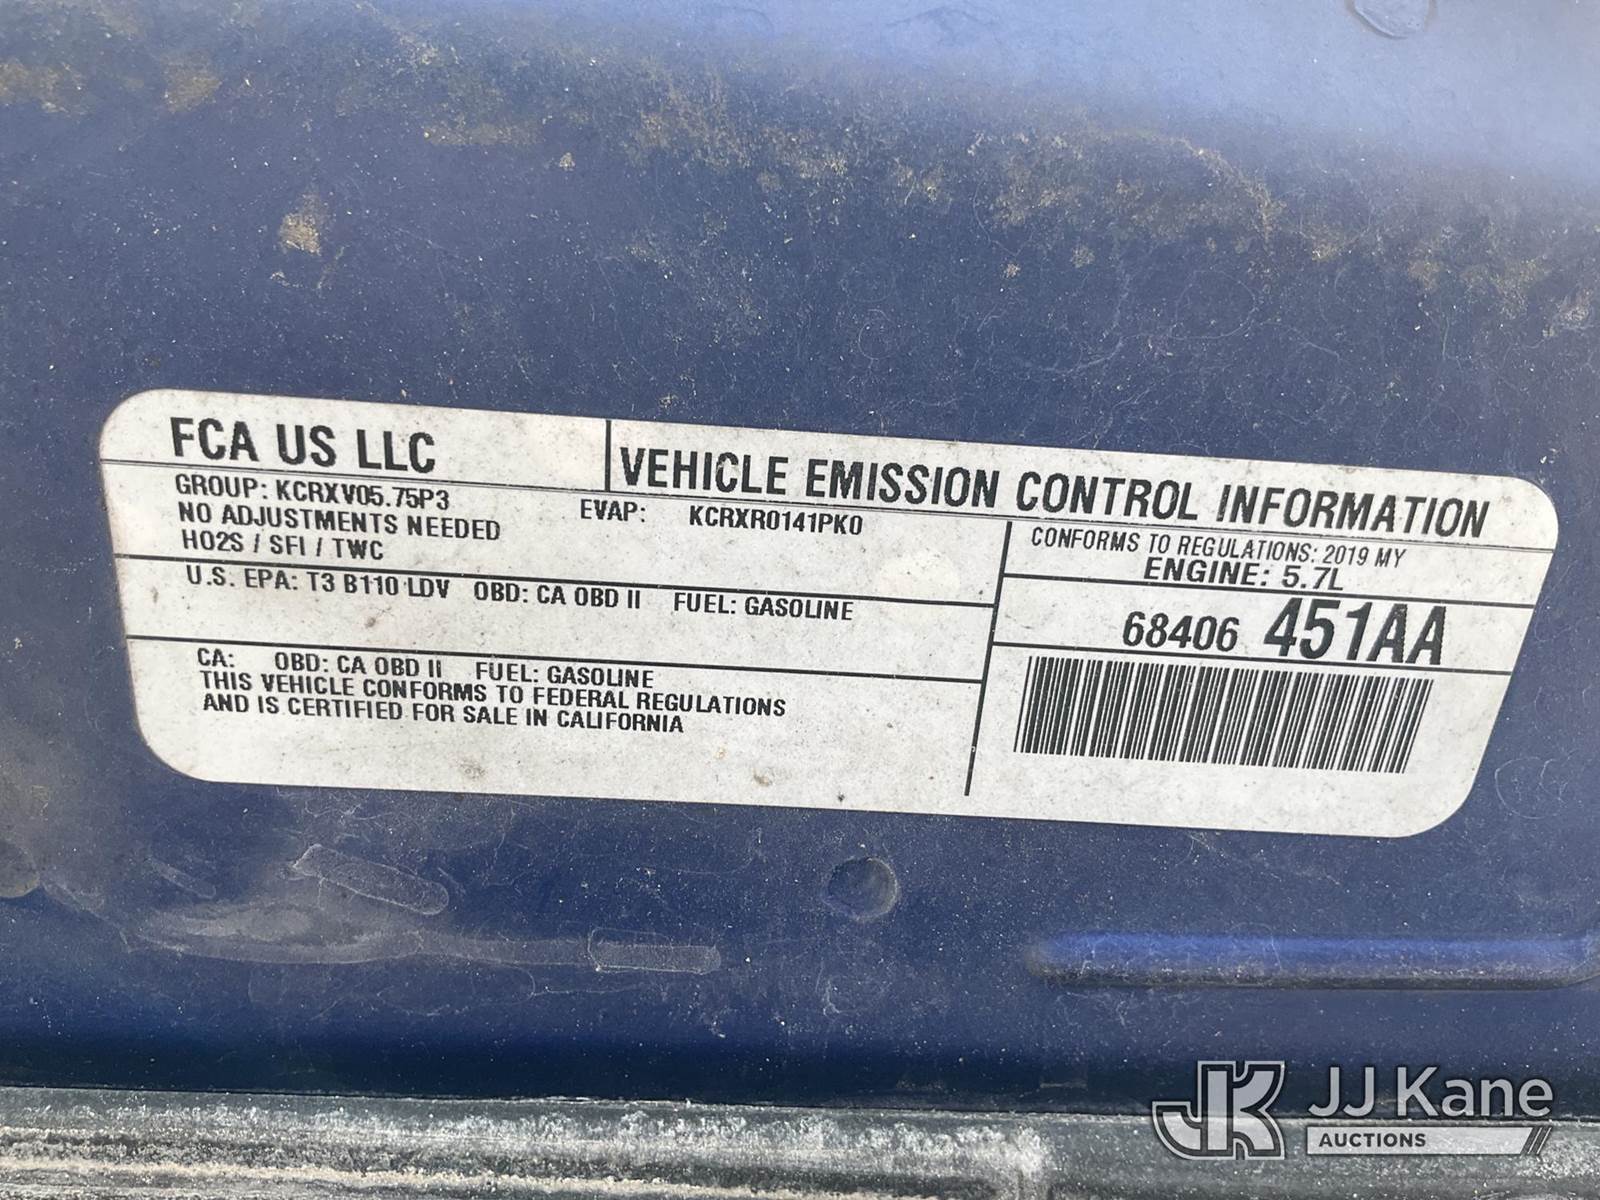 FCA US LLC
VEHICLE EMISSION CONTROL INFORMATION
GROUP: KCRXV05.75P3
EVAP: KCRXR0141PK0
NO ADJUSTMENTS NEEDED
HO2S / SFI / TWC
CONFORMS TO REGULATIONS: 2019 MY
ENGINE: 5.7L
U.S. EPA: T3 B110 LDV OBD: CA OBD II FUEL: GASOLINE
68406 451AA
CA: OBD: CA OBD II FUEL: GASOLINE
THIS VEHICLE CONFORMS TO FEDERAL REGULATIONS
AND IS CERTIFIED FOR SALE IN CALIFORNIA
JK JJ Kane
AUCTIONS